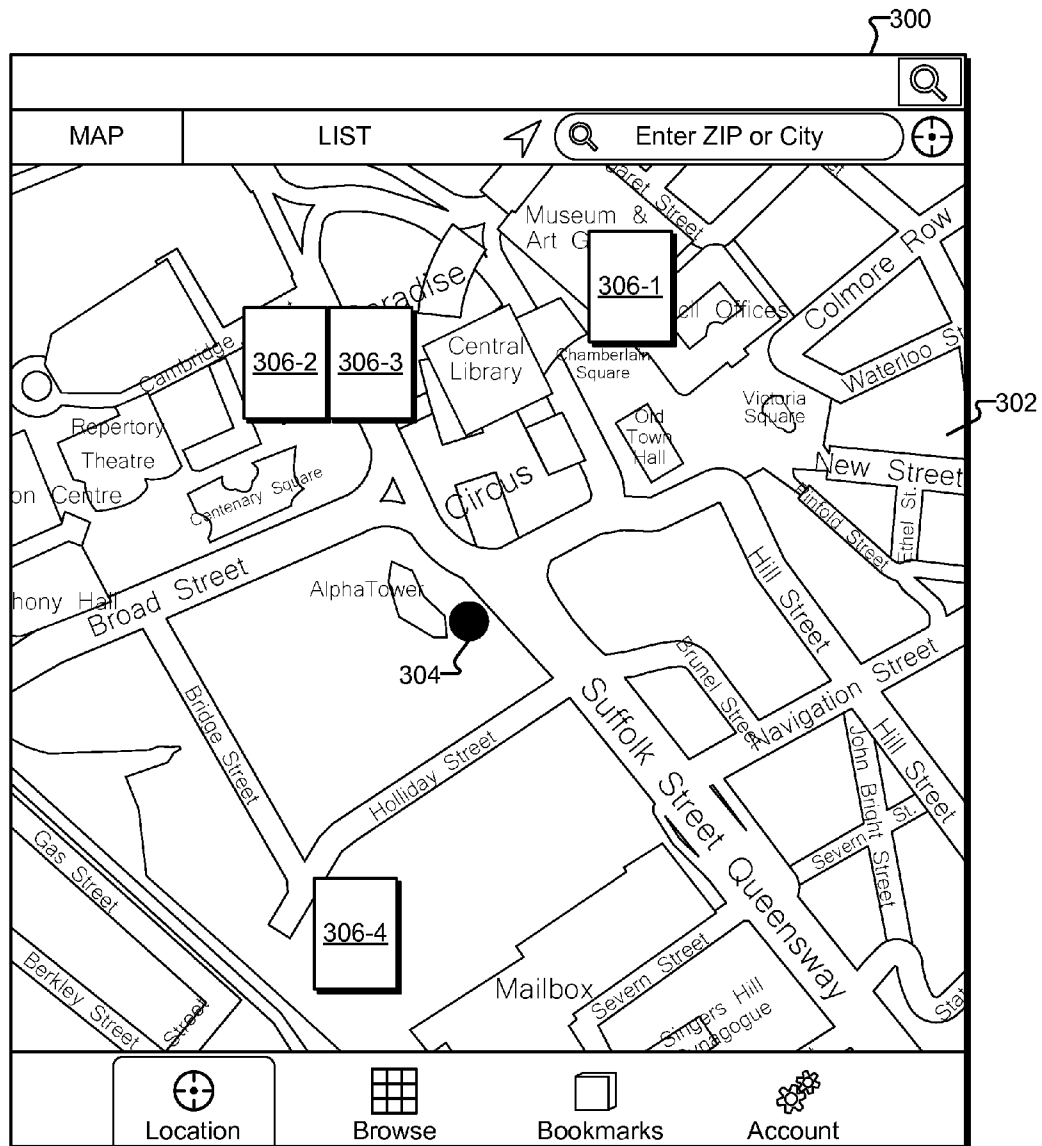 300
MAP
LIST
Enter ZIP or City
Museum &
Art G
Street
Colmore Row
306-1
Offices
306-2
306-3
Cambridge
Central
Library
Chamberlain
Square
Waterloo St
302
Victoria
Square
Old
Town
Hall
Repertory
Theatre
New Street
on Centre
Centenary Square
Circus
Ethel St.
Street
AlphaTower
Hill Street
hony Hall
Broad Street
304
Brunel Street
Navigation Street
Suffolk Street Queensway
Bridge Street
Holliday Street
Hill Street
John Bright Street
Severn St.
Gas Street
306-4
Mailbox
Severn Street
Berkley Street
Street
Singers Hill
ynagogue
Location
Browse
Bookmarks
Account